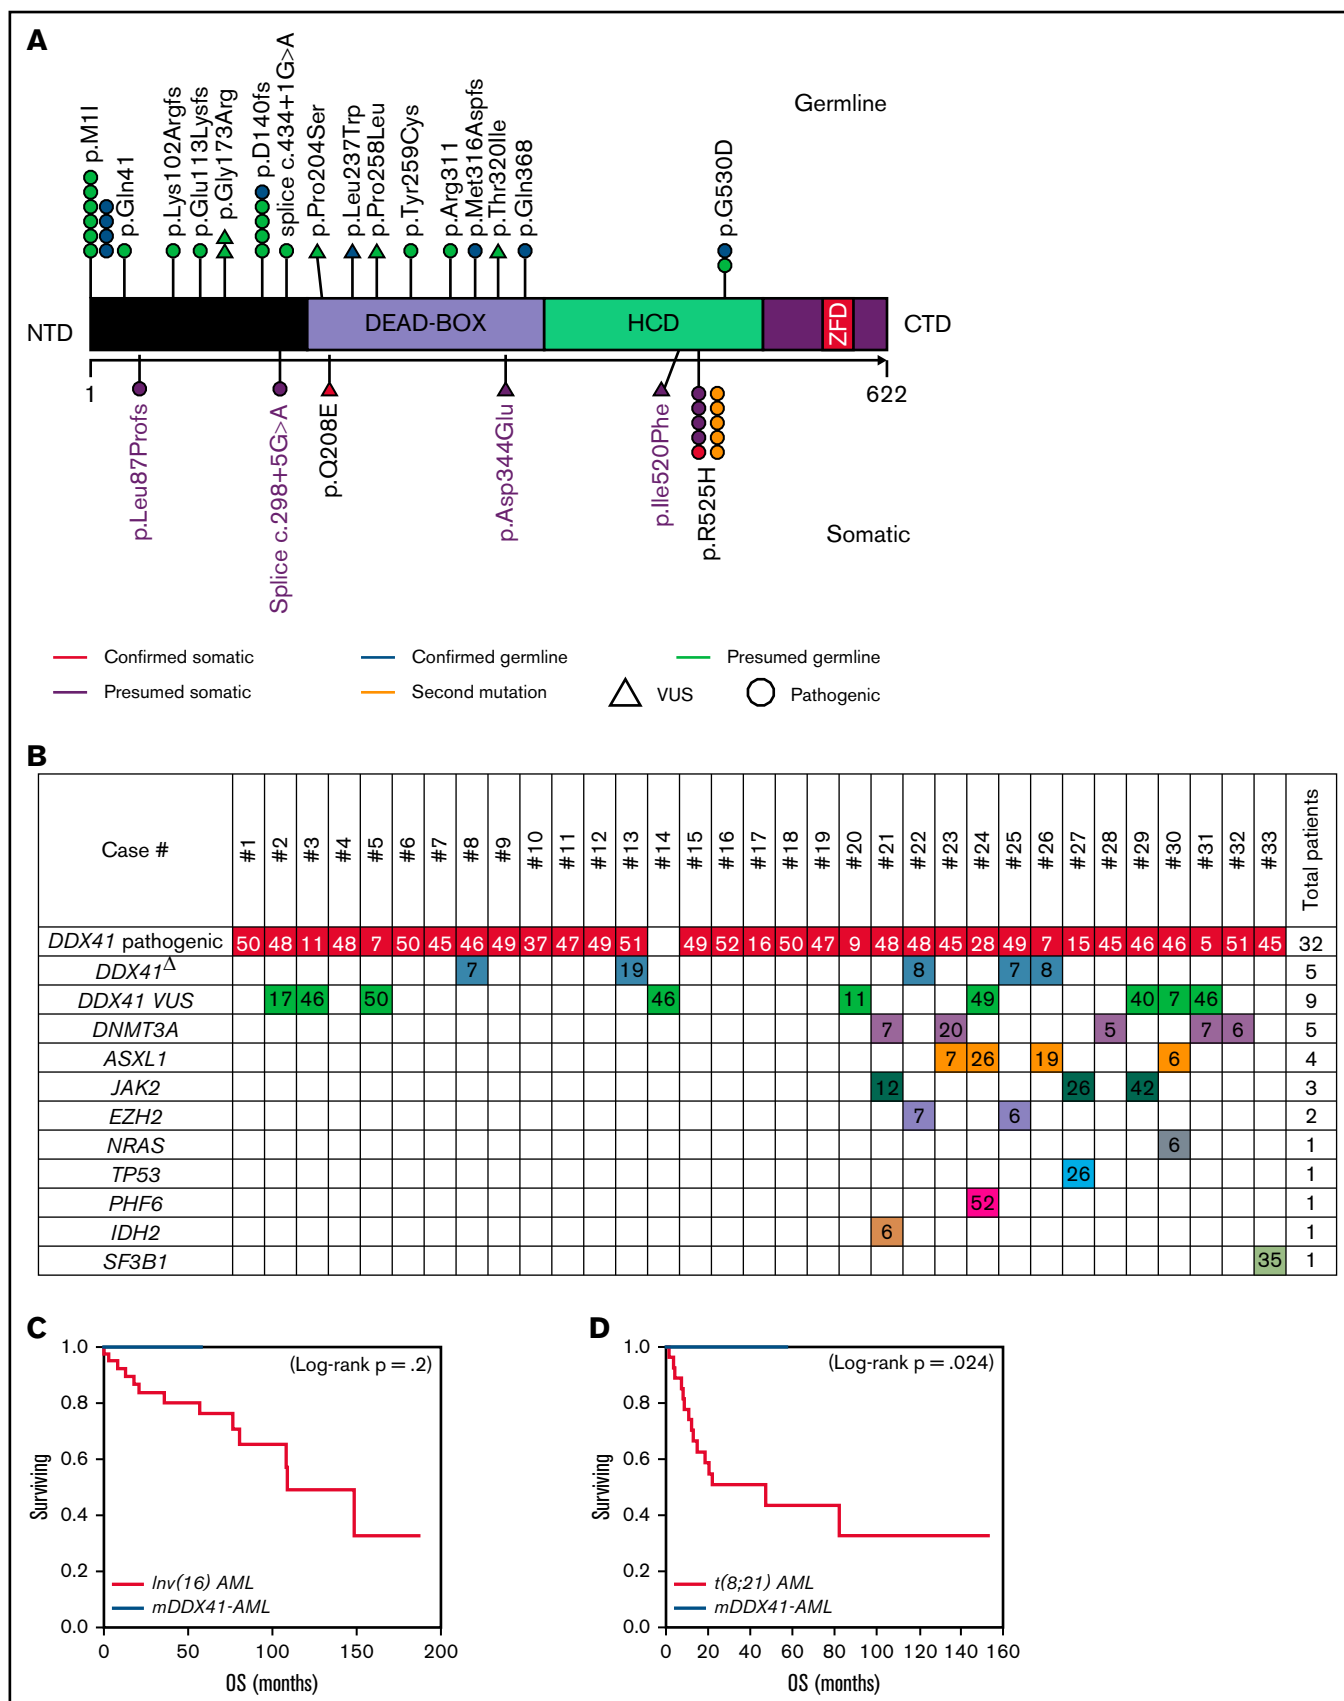 A
Germline
p.M1I
p.Gln41
p.Lys102Argfs
p.Glu113Lysfs
p.Gly173Arg
p.D140fs
splice c.434+1G>A
p.Pro204Ser
p.Leu237Trp
p.Pro258Leu
p.Tyr259Cys
p.Arg311
p.Met316Aspfs
p.Thr320Ile
p.Gln368
p.G530D
NTD
DEAD-BOX
HCD
ZFD
CTD
1
622
p.Leu87Profs
Splice c.298+5G>A
p.Q208E
p.Asp344Glu
p.Ile520Phe
p.R525H
Somatic
Confirmed somatic
Confirmed germline
Presumed germline
Presumed somatic
Second mutation
VUS
Pathogenic
B
Case # #1 #2 #3 #4 #5 #6 #7 #8 #9 #10 #11 #12 #13 #14 #15 #16 #17 #18 #19 #20 #21 #22 #23 #24 #25 #26 #27 #28 #29 #30 #31 #32 #33 Total patients
DDX41 pathogenic 50 48 11 48 7 50 45 46 49 37 47 49 51 49 52 16 50 47 9 48 48 45 28 49 7 15 45 46 46 5 51 45 32
DDX41Δ 7 19 8 7 8 5
DDX41 VUS 17 46 50 46 11 49 40 7 46 9
DNMT3A 7 20 5 7 6 5
ASXL1 7 26 19 6 4
JAK2 12 26 42 3
EZH2 7 6 2
NRAS 6 1
TP53 26 1
PHF6 52 1
IDH2 6 1
SF3B1 35 1
C
(Log-rank p = .2)
1.0
0.8
0.6
0.4
0.2
0.0
Surviving
Inv(16) AML
mDDX41-AML
0 50 100 150 200
OS (months)
D
(Log-rank p = .024)
1.0
0.8
0.6
0.4
0.2
0.0
Surviving
t(8;21) AML
mDDX41-AML
0 20 40 60 80 100 120 140 160
OS (months)